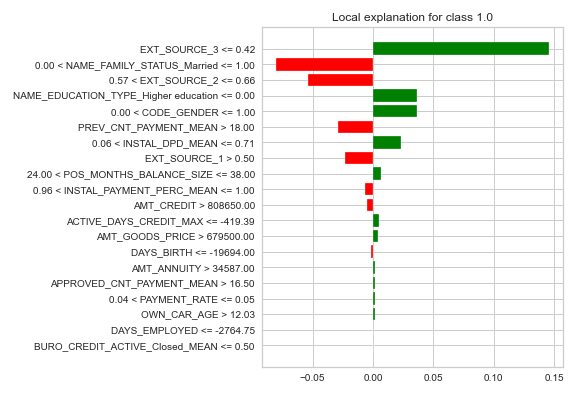 Local explanation for class 1.0
EXT_SOURCE_3 <= 0.42
0.00 < NAME_FAMILY_STATUS_Married <= 1.00
0.57 < EXT_SOURCE_2 <= 0.66
NAME_EDUCATION_TYPE_Higher education <= 0.00
0.00 < CODE_GENDER <= 1.00
PREV_CNT_PAYMENT_MEAN > 18.00
0.06 < INSTAL_DPD_MEAN <= 0.71
EXT_SOURCE_1 > 0.50
24.00 < POS_MONTHS_BALANCE_SIZE <= 38.00
0.96 < INSTAL_PAYMENT_PERC_MEAN <= 1.00
AMT_CREDIT > 808650.00
ACTIVE_DAYS_CREDIT_MAX <= -419.39
AMT_GOODS_PRICE > 679500.00
DAYS_BIRTH <= -19694.00
AMT_ANNUITY > 34587.00
APPROVED_CNT_PAYMENT_MEAN > 16.50
0.04 < PAYMENT_RATE <= 0.05
OWN_CAR_AGE > 12.03
DAYS_EMPLOYED <= -2764.75
BURO_CREDIT_ACTIVE_Closed_MEAN <= 0.50
−0.05 0.00 0.05 0.10 0.15